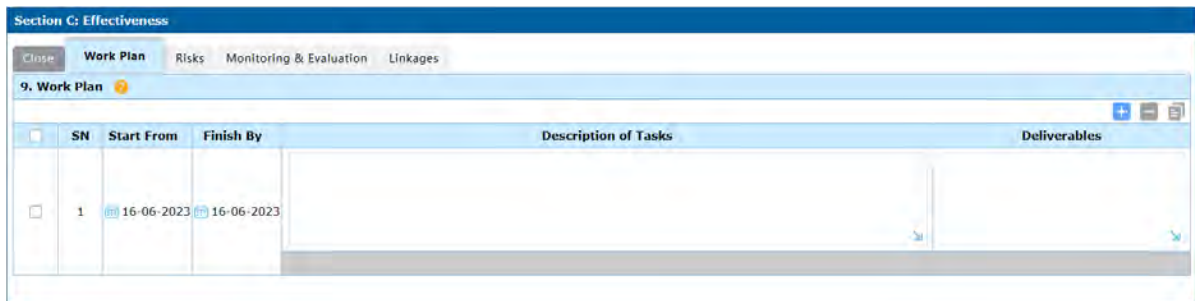 Section C: Effectiveness
Close Work Plan Risks Monitoring & Evaluation Linkages
9. Work Plan ?
SN Start From Finish By Description of Tasks Deliverables
1 16-06-2023 16-06-2023